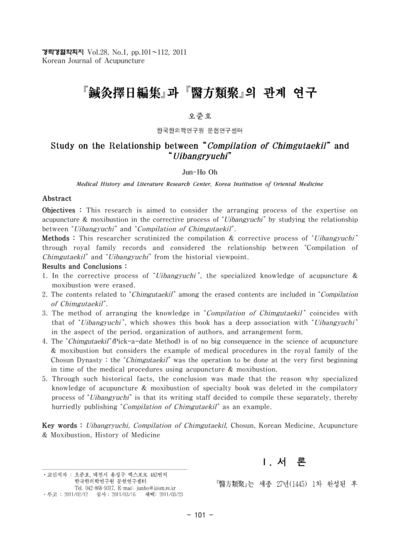 경락경혈학회지 Vol.28, No.1, pp.101~112, 2011
Korean Journal of Acupuncture
『鍼灸擇日編集』과 『醫方類聚』의 관계 연구
오준호
한국한의학연구원 문헌연구센터
Study on the Relationship between "Compilation of Chimgutaekil" and
"Uibangryuchi"
Jun-Ho Oh
Medical History and Literature Research Center, Korea Institution of Oriental Medicine
Abstract
Objectives : This research is aimed to consider the arranging process of the expertise on
acupuncture & moxibustion in the corrective process of "Uibangryuchi" by studying the relationship
between "Uibangryuchi" and "Compilation of Chimgutaekil".
Methods : This researcher scrutinized the compilation & corrective process of "Uibangryuchi"
through royal family records and considered the relationship between "Compilation of
Chimgutaekil" and "Uibangryuchi" from the historial viewpoint.
Results and Conclusions :
1. In the corrective process of "Uibangryuchi", the specialized knowledge of acupuncture &
moxibustion were erased.
2. The contents related to "Chimgutaekil" among the erased contents are included in "Compilation
of Chimgutaekil".
3. The method of arranging the knowledge in "Compilation of Chimgutaekil" coincides with
that of "Uibangryuchi", which showes this book has a deep association with "Uibangryuchi"
in the aspect of the period, organization of authors, and arrangement form.
4. The "Chimgutaekil"(Pick-a-date Method) is of no big consequence in the science of acupuncture
& moxibustion but considers the example of medical procedures in the royal family of the
Chosun Dynasty : the "Chimgutaekil" was the operation to be done at the very first beginning
in time of the medical procedures using acupuncture & moxibustion.
5. Through such historical facts, the conclusion was made that the reason why specialized
knowledge of acupuncture & moxibustion of specialty book was deleted in the compilatory
process of "Uibangryuchi" is that its writing staff decided to compile these separately, thereby
hurriedly publishing "Compilation of Chimgutaekil" as an example.
Key words : Uibangryuchi, Compilation of Chimgutaekil, Chosun, Korean Medicine, Acupuncture
& Moxibustion, History of Medicine
· 교신저자 : 오준호, 대전시 유성구 엑스포로 483번지
한국한의학연구원 문헌연구센터
Tel. 042-868-9317, E-mail: junho@kiom.re.kr
· 투고 : 2011/02/12 심사 : 2011/03/16 채택: 2011/03/23
I. 서 론
『醫方類聚』는 세종 27년(1445) 1차 완성된 후
- 101 -